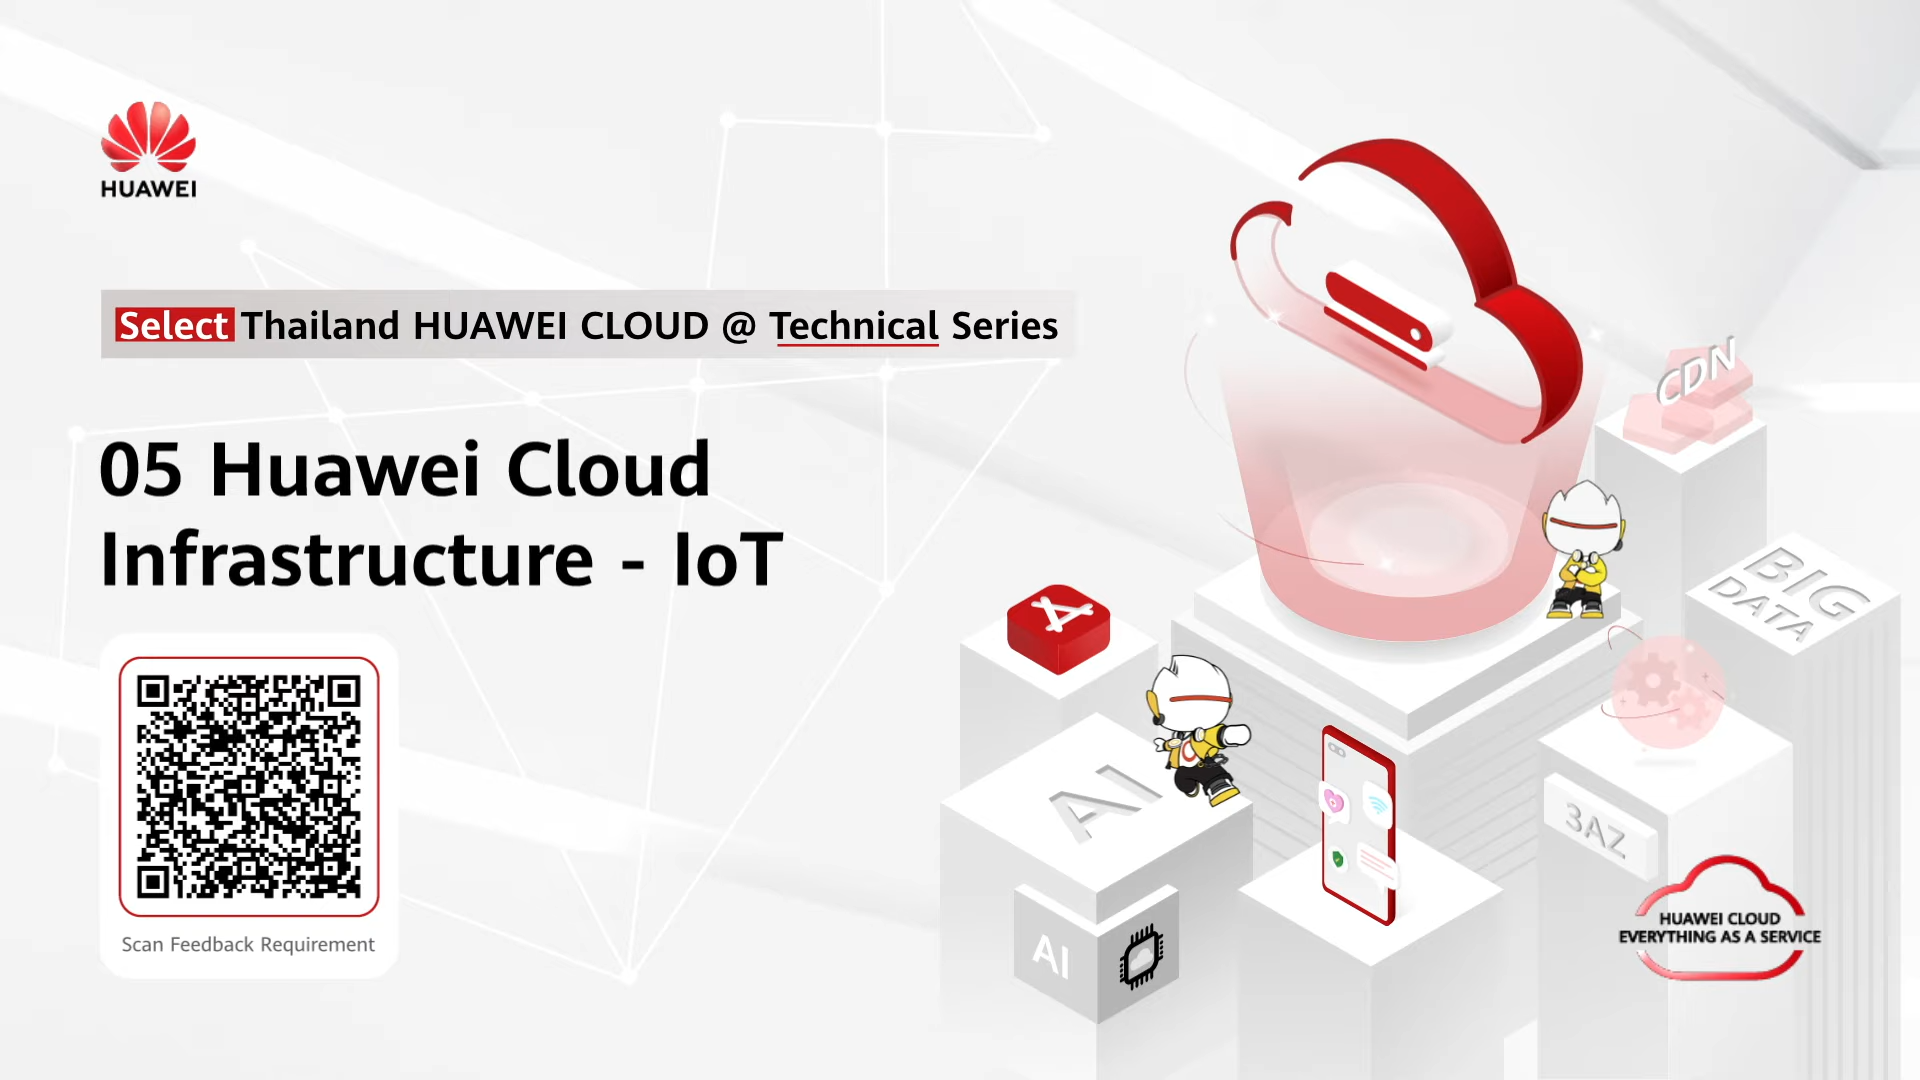 HUAWEI
Select Thailand HUAWEI CLOUD @ Technical Series
05 Huawei Cloud
Infrastructure - IoT
Scan Feedback Requirement
CDN
BIG
DATA
AI
3AZ
AI
HUAWEI CLOUD
EVERYTHING AS A SERVICE